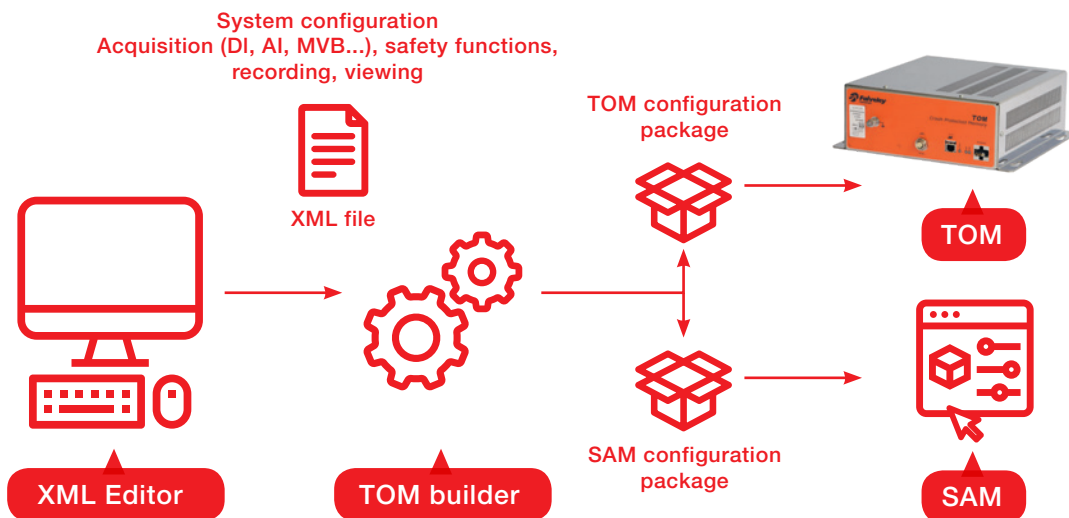 System configuration
Acquisition (DI, AI, MVB...), safety functions,
recording, viewing
XML file
TOM configuration
package
TOM
TOM
XML Editor
TOM builder
SAM configuration
package
SAM